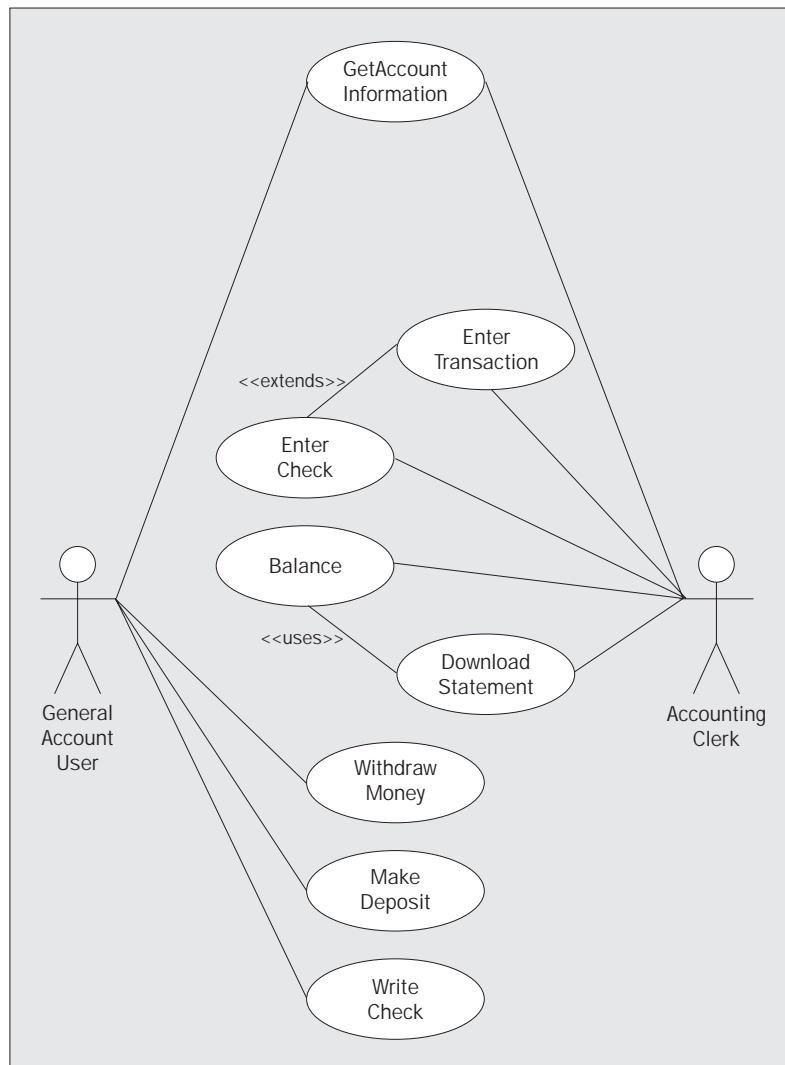 GetAccount
Information
Enter
Transaction
<<extends>>
Enter
Check
Balance
<<uses>>
Download
Statement
General
Account
User
Accounting
Clerk
Withdraw
Money
Make
Deposit
Write
Check